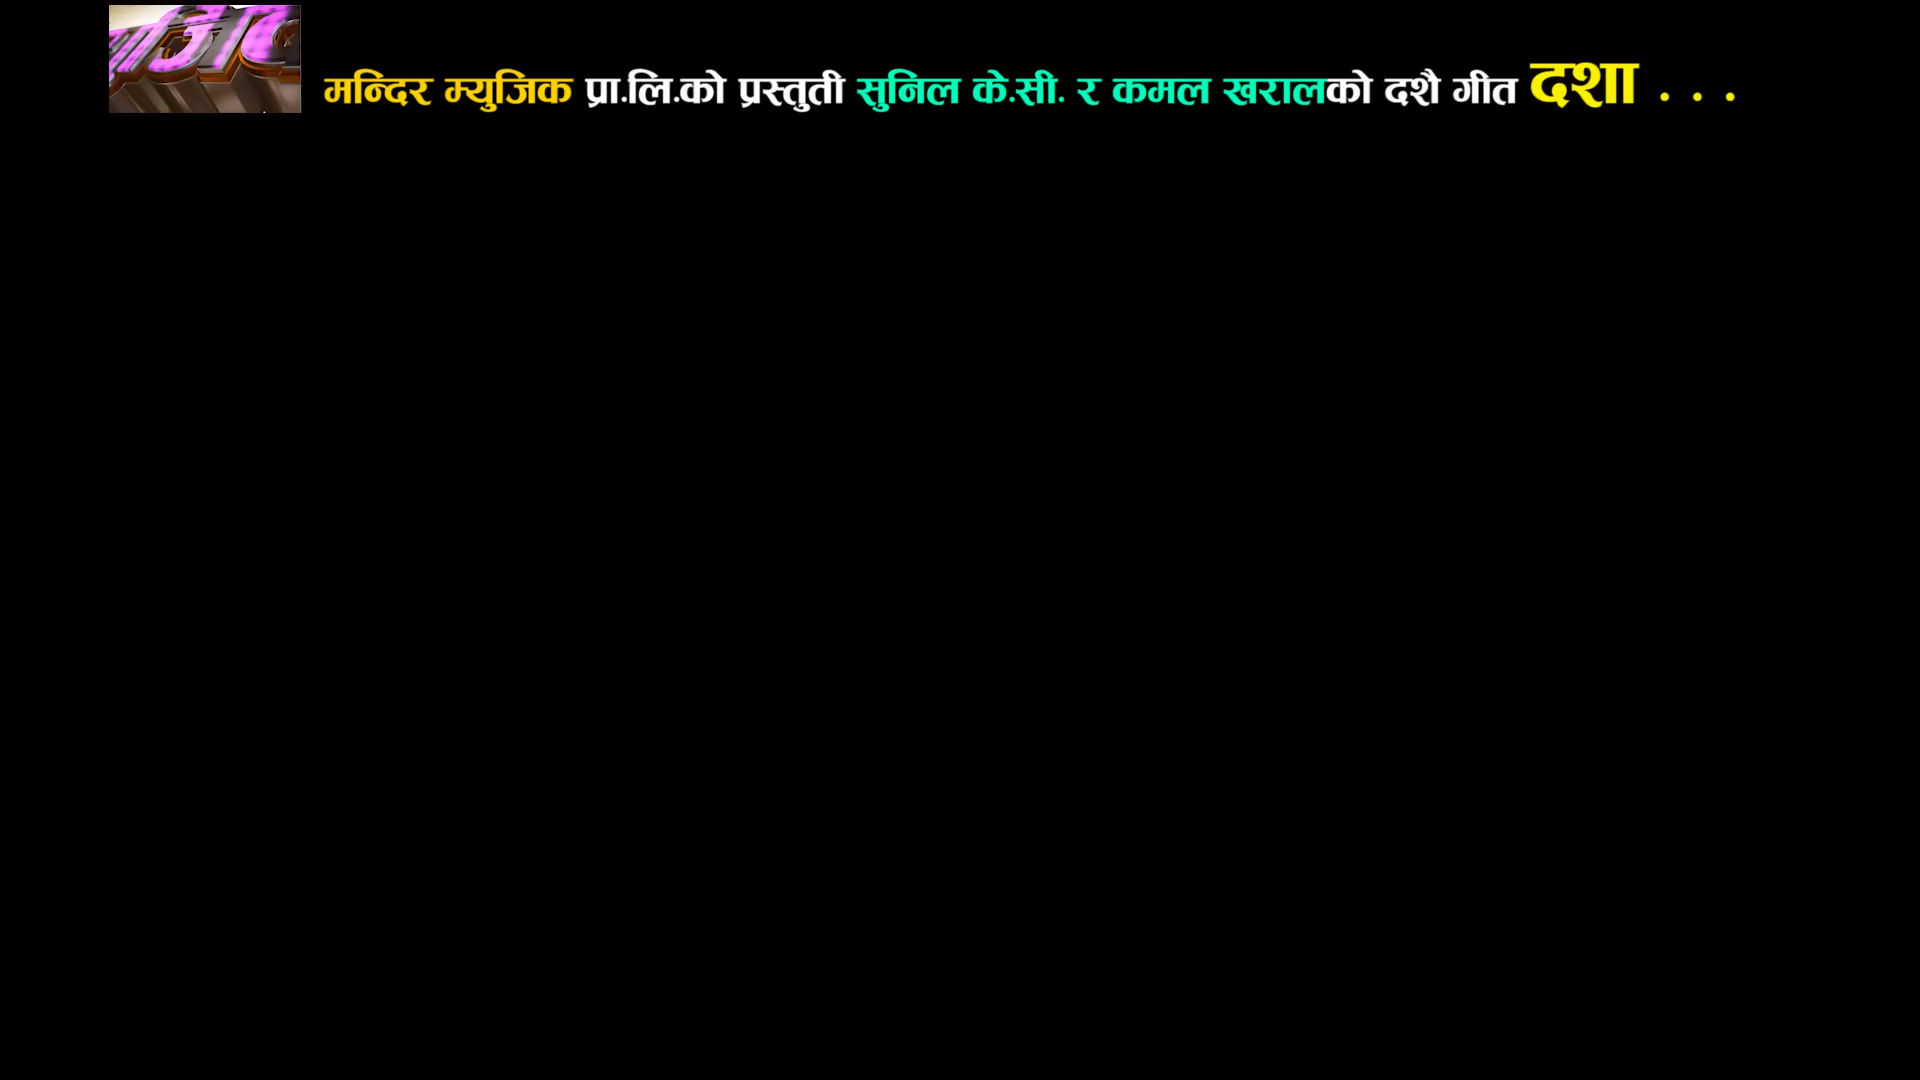 मन्दिर म्युजिक प्रा.लि.को प्रस्तुती सुनिल के.सी. र कमल खरालको दशै गीत दशा . . .